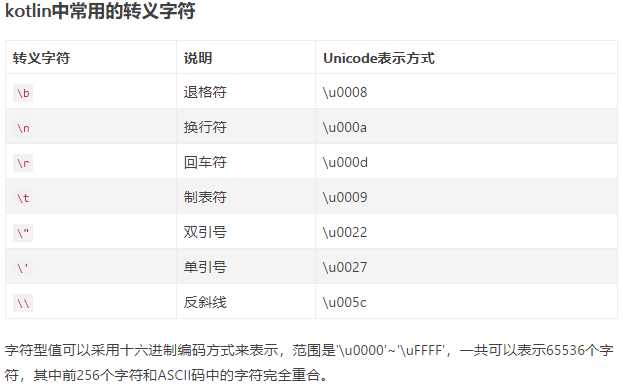 kotlin中常用的转义字符
转义字符 说明 Unicode表示方式
\b 退格符 \u0008
\n 换行符 \u000a
\r 回车符 \u000d
\t 制表符 \u0009
\" 双引号 \u0022
\' 单引号 \u0027
\\ 反斜线 \u005c
字符型值可以采用十六进制编码方式来表示，范围是'\u0000'~'\uFFFF'，一共可以表示65536个字
符，其中前256个字符和ASCII码中的字符完全重合。